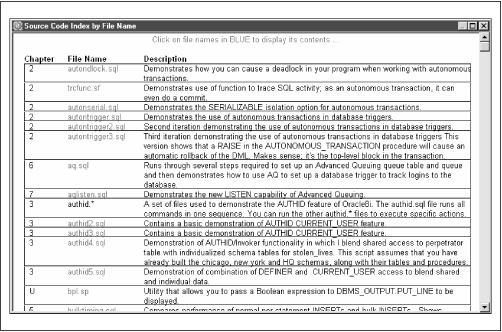 Source Code Index by File Name
Click on file names in BLUE to display its contents ...
Chapter File Name Description
2 autondlock.sql Demonstrates how you can cause a deadlock in your program when working with autonomous
transactions.
2 trcfunc.sf Demonstrates use of function to trace SQL activity; as an autonomous transaction, it can
even do a commit.
2 autonserial.sql Demonstrates the SERIALIZABLE isolation option for autonomous transactions.
2 autontrigger.sql Demonstrates the use of autonomous transactions in database triggers.
2 autontrigger2.sql Second iteration demonstrating the use of autonomous transactions in database triggers.
2 autontrigger3.sql Third iteration demonstrating the use of autonomous transactions in database triggers This
version shows that a RAISE in the AUTONOMOUS_TRANSACTION procedure will cause an
automatic rollback of the DML. Makes sense; it's the top-level block in the transaction.
6 aq.sql Runs through several steps required to set up an Advanced Queuing queue table and queue
and then demonstrates how to use AQ to set up a database trigger to track logins to the
database.
7 aqlisten.sql Demonstrates the new LISTEN capability of Advanced Queuing.
3 authid.* A set of files used to demonstrate the AUTHID feature of Oracle8i. The authid.sql file runs all
commands in one sequence. You can run the other authid.* files to execute specific actions.
3 authid2.sql Contains a basic demonstration of AUTHID CURRENT_USER feature.
3 authid3.sql Contains a basic demonstration of AUTHID CURRENT_USER feature.
3 authid4.sql Demonstration of AUTHID/Invoker functionality in which I blend shared access to perpetrator
table with individualized schema tables for stolen_lives. This script assumes that you have
already built the chicago, new york and HQ schemas, along with their tables and procedures.
3 authid5.sql Demonstration of combination of DEFINER and CURRENT_USER access to blend shared
and individual data.
U bpl.sp Utility that allows you to pass a Boolean expression to DBMS_OUTPUT.PUT_LINE to be
displayed.
5 bulktiming.sql Compares performance of normal per-statement INSERTs and bulk INSERTs. Shows